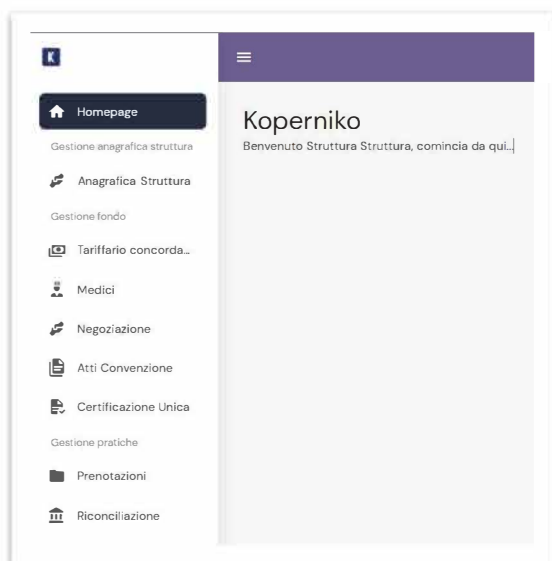 K
Homepage
Gestione anagrafica struttura
Anagrafica Struttura
Gestione fondo
Tariffario concorda...
Medici
Negoziazione
Atti Convenzione
Certificazione Unica
Gestione pratiche
Prenotazioni
Riconciliazione
Koperniko
Benvenuto Struttura Struttura, comincia da qui...